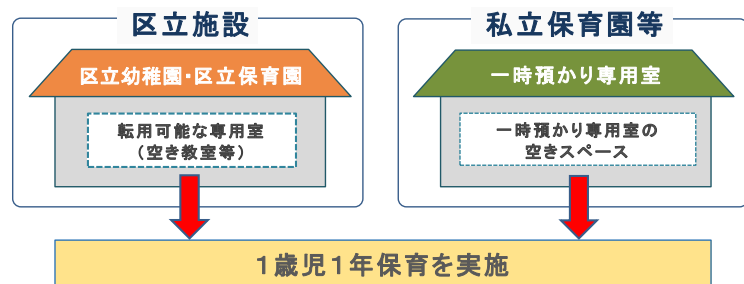 区立施設
区立幼稚園・区立保育園
転用可能な専用室
（空き教室等）
私立保育園等
一時預かり専用室
一時預かり専用室の
空きスペース
１歳児１年保育を実施